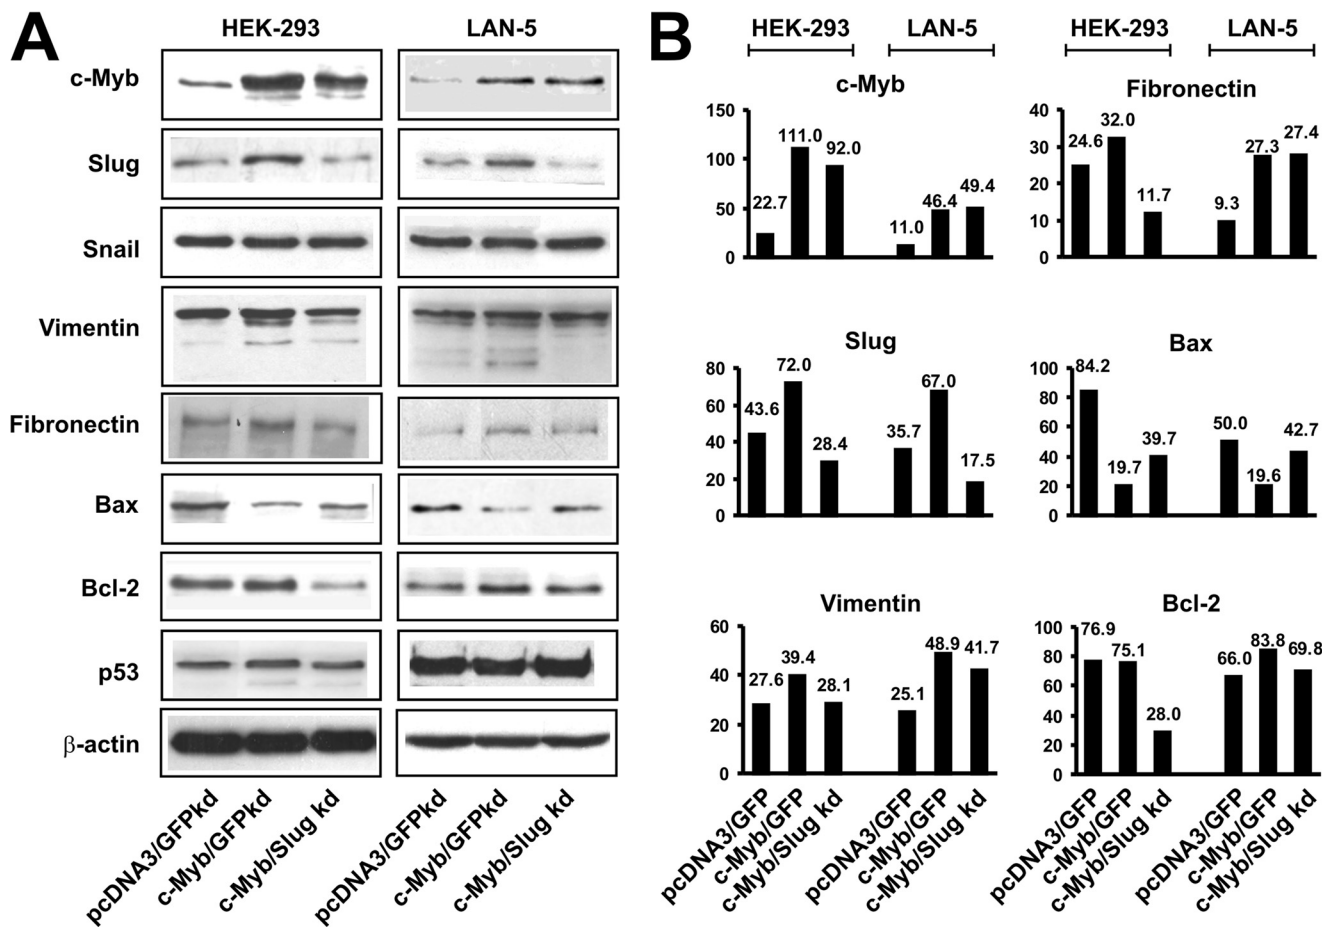 A
HEK-293
LAN-5
c-Myb
Slug
Snail
Vimentin
Fibronectin
Bax
Bcl-2
p53
β-actin
pcDNA3/GFPkd
c-Myb/GFPkd
c-Myb/Slug kd
pcDNA3/GFPkd
c-Myb/GFPkd
c-Myb/Slug kd
B
HEK-293
LAN-5
HEK-293
LAN-5
c-Myb
150
100
50
0
22.7
111.0
92.0
11.0
46.4
49.4
Fibronectin
40
30
20
10
0
24.6
32.0
11.7
9.3
27.3
27.4
Slug
80
60
40
20
0
43.6
72.0
28.4
35.7
67.0
17.5
Bax
100
80
60
40
20
0
84.2
19.7
39.7
50.0
19.6
42.7
Vimentin
60
40
20
0
27.6
39.4
28.1
25.1
48.9
41.7
Bcl-2
100
80
60
40
20
0
76.9
75.1
28.0
66.0
83.8
69.8
pcDNA3/GFP
c-Myb/GFP
c-Myb/Slug kd
pcDNA3/GFP
c-Myb/GFP
c-Myb/Slug kd
pcDNA3/GFP
c-Myb/GFP
c-Myb/Slug kd
pcDNA3/GFP
c-Myb/GFP
c-Myb/Slug kd